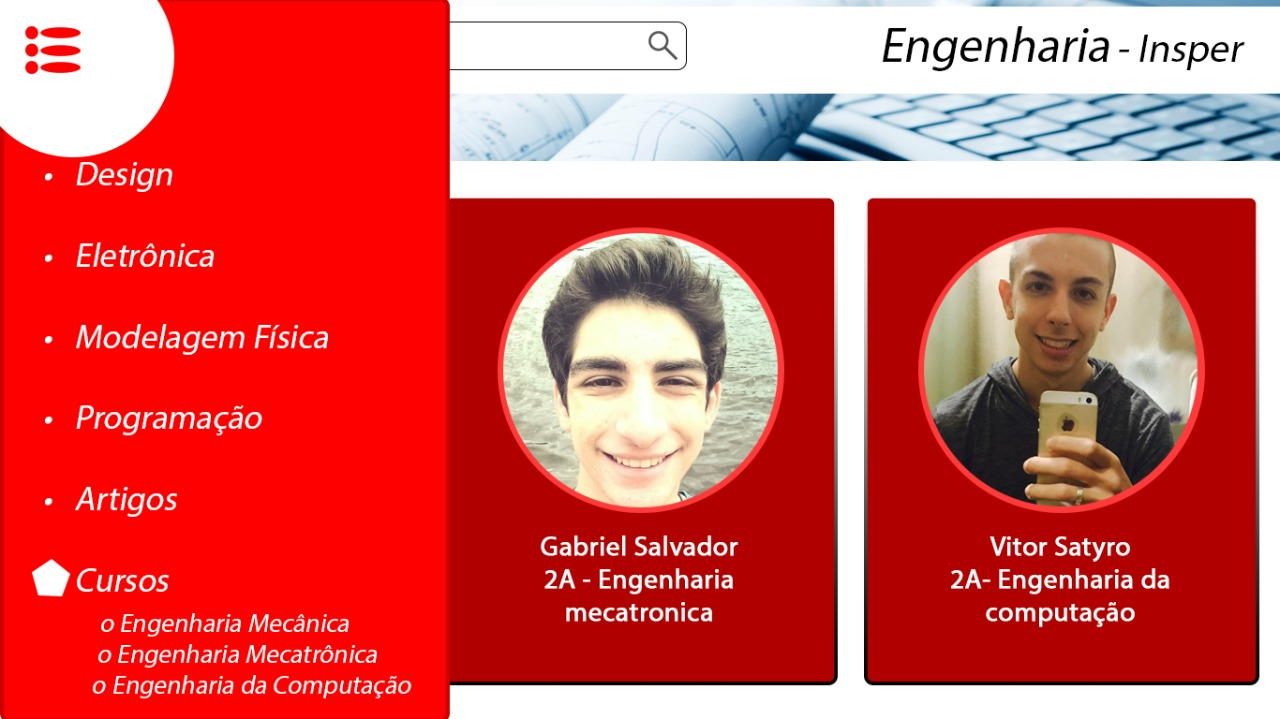 Engenharia - Insper
• Design
• Eletrônica
• Modelagem Física
• Programação
• Artigos
Cursos
o Engenharia Mecânica
o Engenharia Mecatrônica
o Engenharia da Computação
Gabriel Salvador
2A - Engenharia
mecatronica
Vitor Satyro
2A- Engenharia da
computação